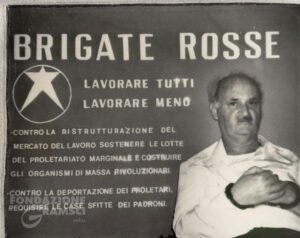 BRIGATE ROSSE
LAVORARE TUTTI
LAVORARE MENO
CONTRO LA RISTRUTTURAZIONE DEL
MERCATO DEL LAVORO SOSTENERE LE LOTTE
DEL PROLETARIATO MARGINALE E COSTRUIRE
GLI ORGANISMI DI MASSA RIVOLUZIONARI.
CONTRO LA DEPORTAZIONE DEI PROLETARI,
REQUISIRE LE CASE SFITTE DEI PADRONI.
FONDAZIONE
GRAMSCI